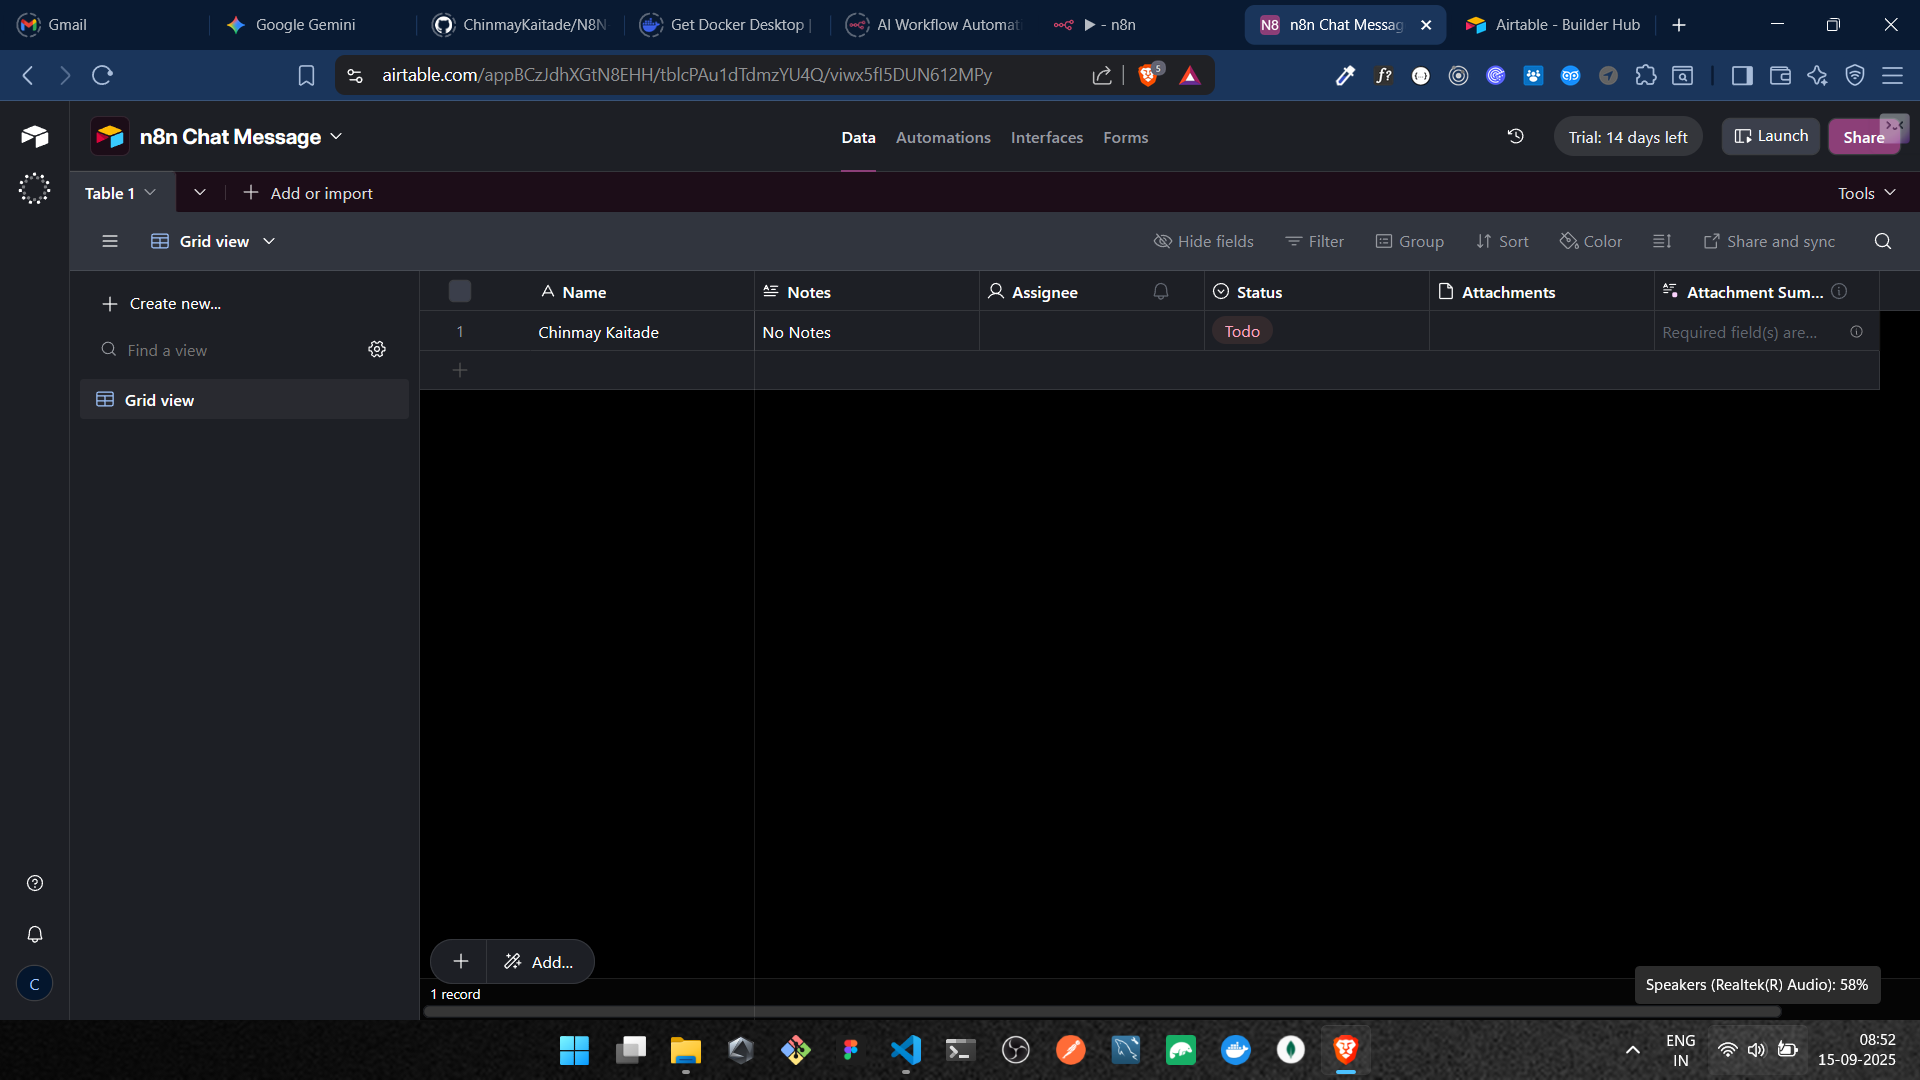 Gmail
Google Gemini
ChinmayKaitade/N8N
Get Docker Desktop |
AI Workflow Automati
▶ - n8n
N8 n8n Chat Messag
Airtable - Builder Hub
airtable.com/appBCzJdhXGtN8EHH/tblcPAu1dTdmzYU4Q/viwx5fI5DUN612MPy
5
f?
n8n Chat Message
Data
Automations
Interfaces
Forms
Trial: 14 days left
Launch
Share
Table 1
Add or import
Tools
Grid view
Hide fields
Filter
Group
Sort
Color
Share and sync
Create new...
Find a view
Grid view
Name
Notes
Assignee
Status
Attachments
Attachment Sum...
1
Chinmay Kaitade
No Notes
Todo
Required field(s) are...
Add...
1 record
C
Speakers (Realtek(R) Audio): 58%
ENG
IN
08:52
15-09-2025